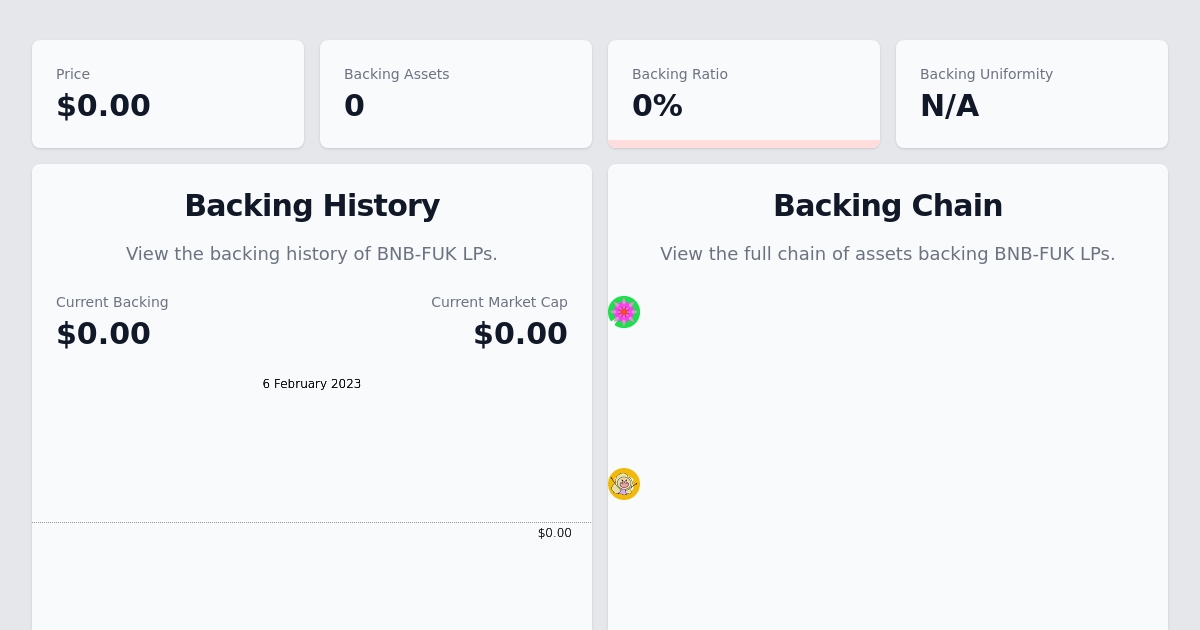 Price
$0.00
Backing Assets
0
Backing Ratio
0%
Backing Uniformity
N/A
Backing History
View the backing history of BNB-FUK LPs.
Current Backing
$0.00
Current Market Cap
$0.00
6 February 2023
$0.00
Backing Chain
View the full chain of assets backing BNB-FUK LPs.